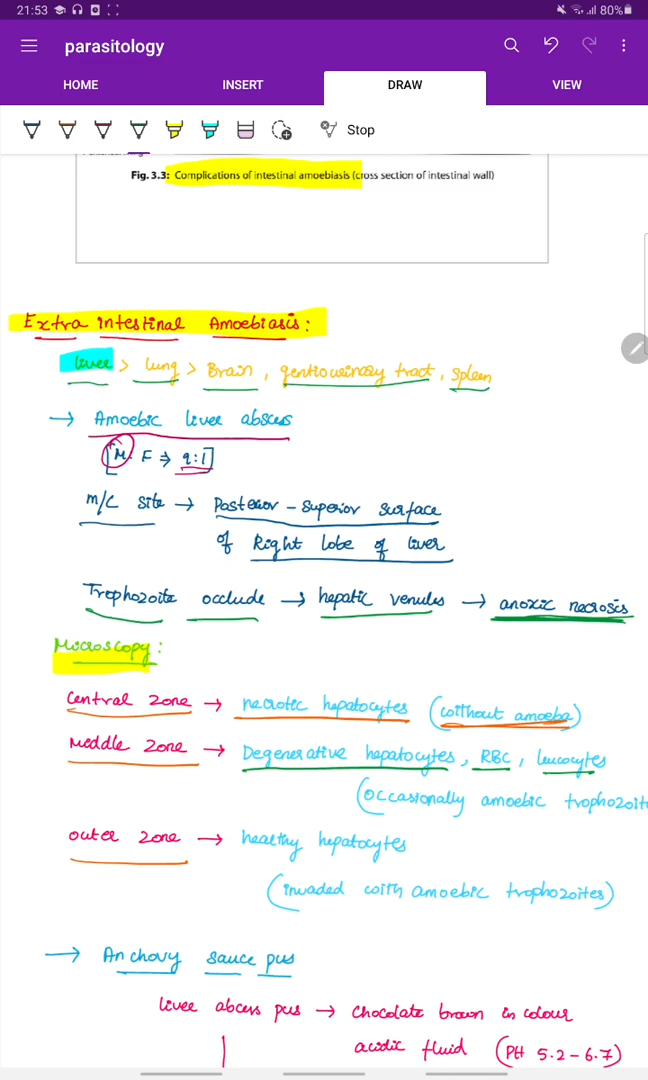 21:53
80%
parasitology
HOME INSERT DRAW VIEW
Stop
Fig. 3.3: Complications of intestinal amoebiasis (cross section of intestinal wall)
Extra intestinal Amoebiasis:
liver > lung > Brain, genitourinary tract, spleen
→ Amoebic liver abscess
[M F ⇒ 9:1]
m/c site → Posterior - superior surface
of Right lobe of liver
Trophozoite occlude → hepatic venules → anoxic necrosis
Microscopy:
Central zone → necrotic hepatocytes (without amoeba)
Middle zone → Degenerative hepatocytes, RBC, leucocytes
(occasionally amoebic trophozoit
outer zone → healthy hepatocytes
(invaded with amoebic trophozoites)
→ Anchovy sauce pus
liver abcess pus → chocolate brown in colour
acidic fluid (PH 5.2-6.7)